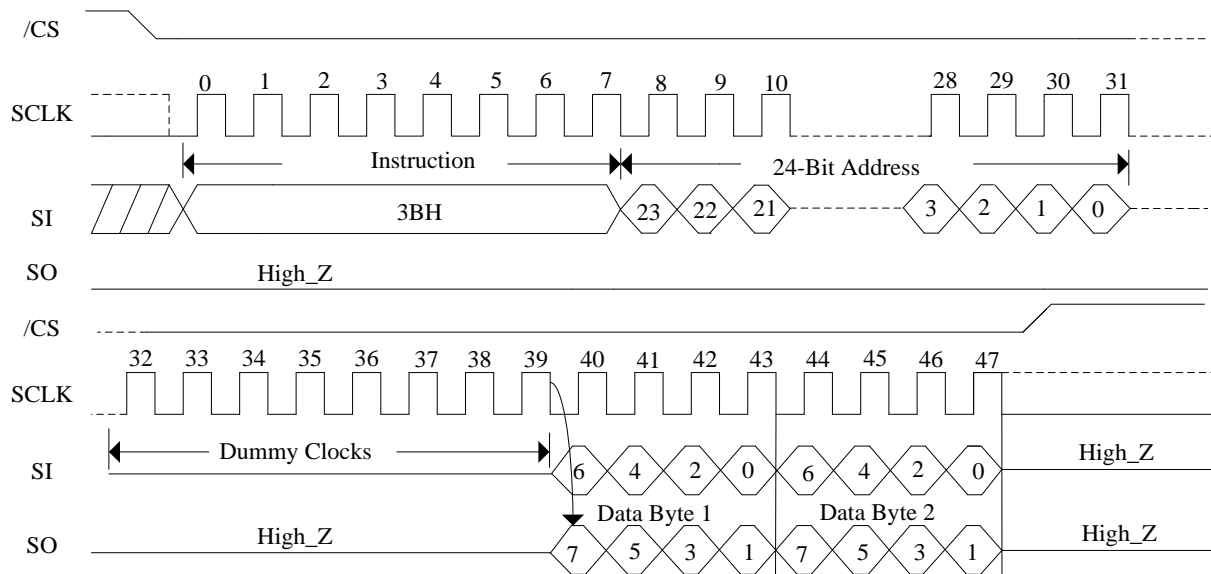 /CS
0 1 2 3 4 5 6 7 8 9 10 28 29 30 31
SCLK
Instruction 24-Bit Address
SI 3BH 23 22 21 3 2 1 0
SO High_Z
/CS
32 33 34 35 36 37 38 39 40 41 42 43 44 45 46 47
SCLK
Dummy Clocks
SI 6 4 2 0 6 4 2 0 High_Z
Data Byte 1 Data Byte 2
SO High_Z 7 5 3 1 7 5 3 1 High_Z